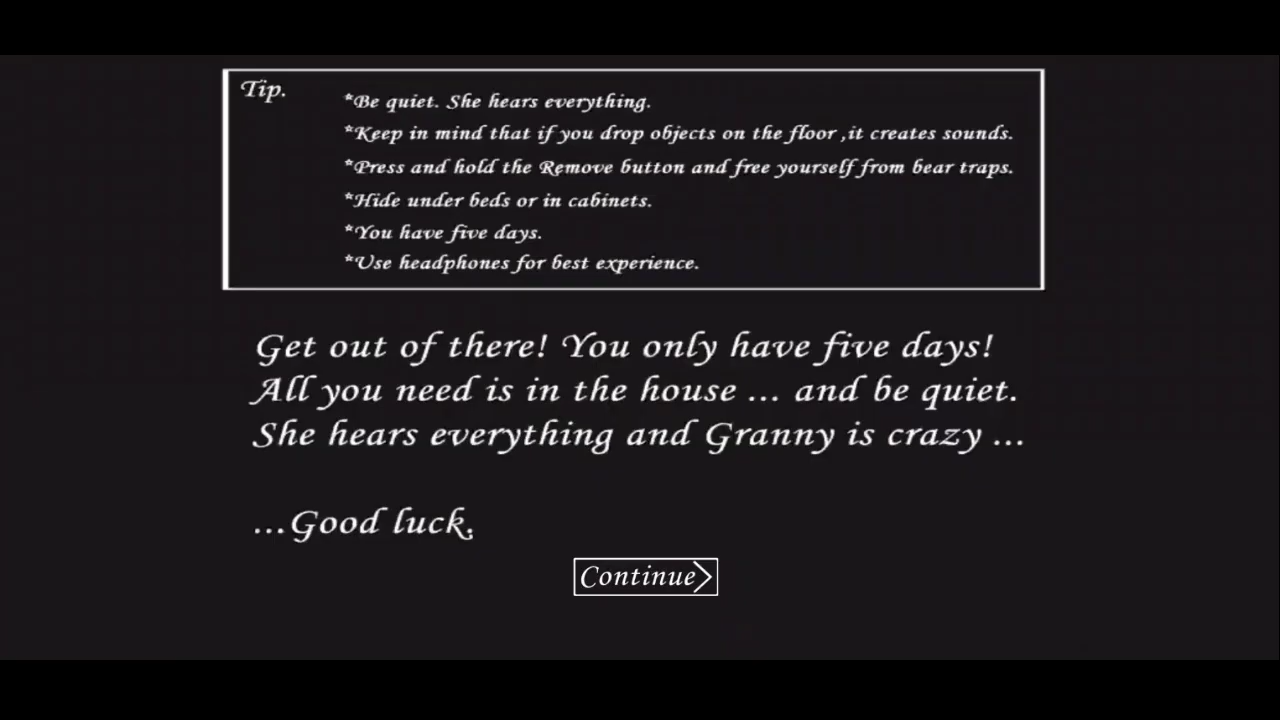 Tip.
*Be quiet. She hears everything.
*Keep in mind that if you drop objects on the floor ,it creates sounds.
*Press and hold the Remove button and free yourself from bear traps.
*Hide under beds or in cabinets.
*You have five days.
*Use headphones for best experience.
Get out of there! You only have five days!
All you need is in the house ... and be quiet.
She hears everything and Granny is crazy ...
...Good luck.
Continue